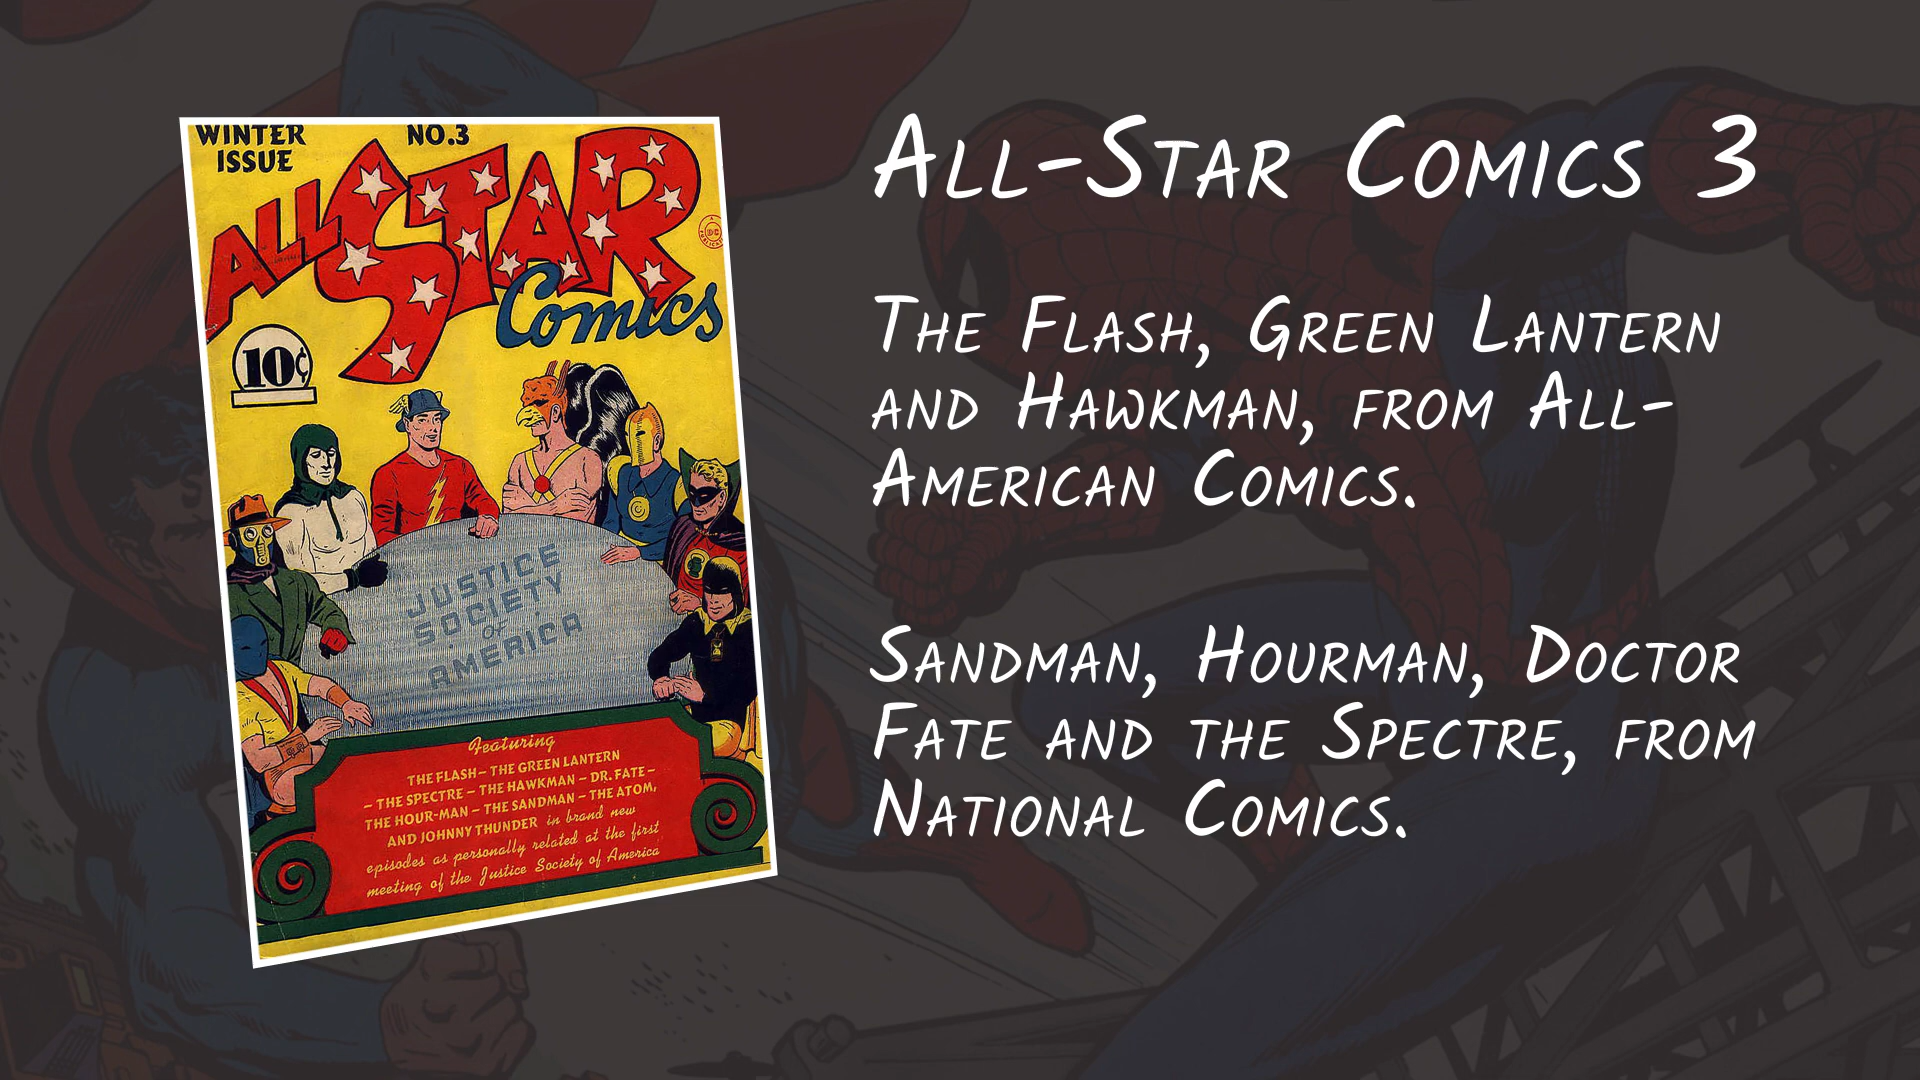 WINTER ISSUE
NO.3
ALL STAR Comics
10¢
JUSTICE
SOCIETY
OF
AMERICA
Featuring
THE FLASH – THE GREEN LANTERN
– THE SPECTRE – THE HAWKMAN – DR. FATE –
THE HOUR-MAN – THE SANDMAN – THE ATOM,
AND JOHNNY THUNDER in brand new
episodes as personally related at the first
meeting of the Justice Society of America
All-Star Comics 3
The Flash, Green Lantern
and Hawkman, from All-
American Comics.
Sandman, Hourman, Doctor
Fate and the Spectre, from
National Comics.